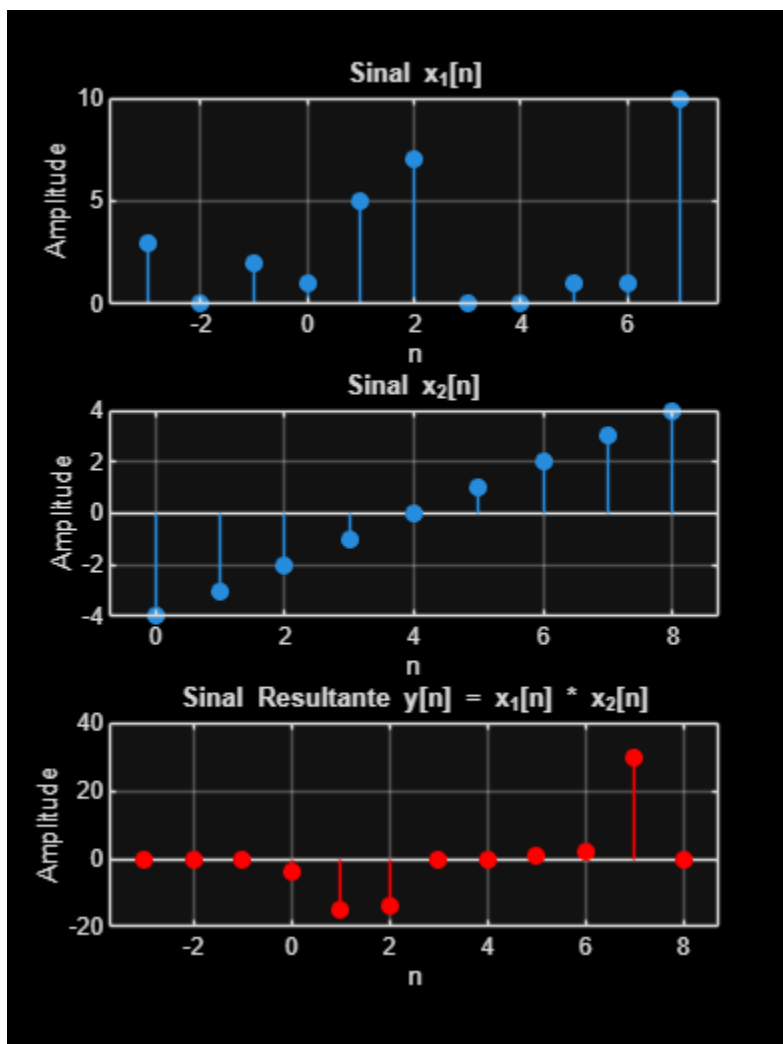 Sinal x₁[n]
10
5
0
Amplitude
-2 0 2 4 6
n
Sinal x₂[n]
4
2
0
-2
-4
Amplitude
0 2 4 6 8
n
Sinal Resultante y[n] = x₁[n] * x₂[n]
40
20
0
-20
Amplitude
-2 0 2 4 6 8
n